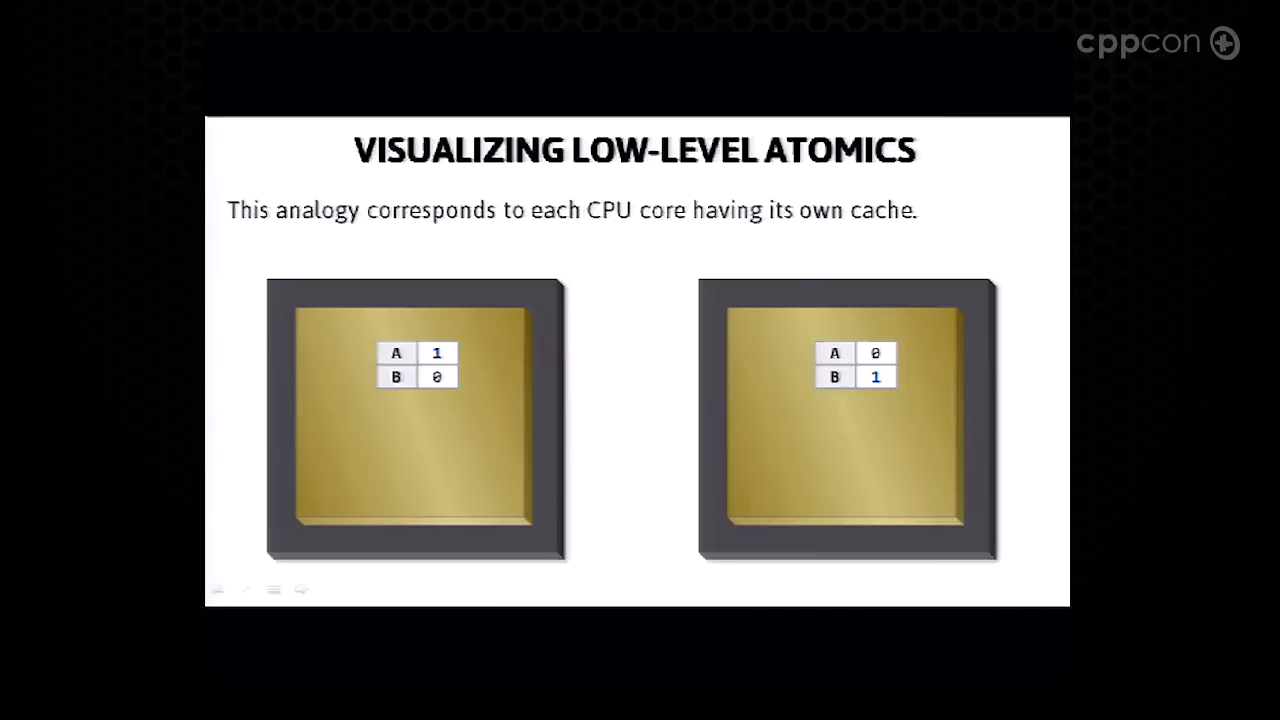 cppcon
VISUALIZING LOW-LEVEL ATOMICS
This analogy corresponds to each CPU core having its own cache.
A 1
B 0
A 0
B 1